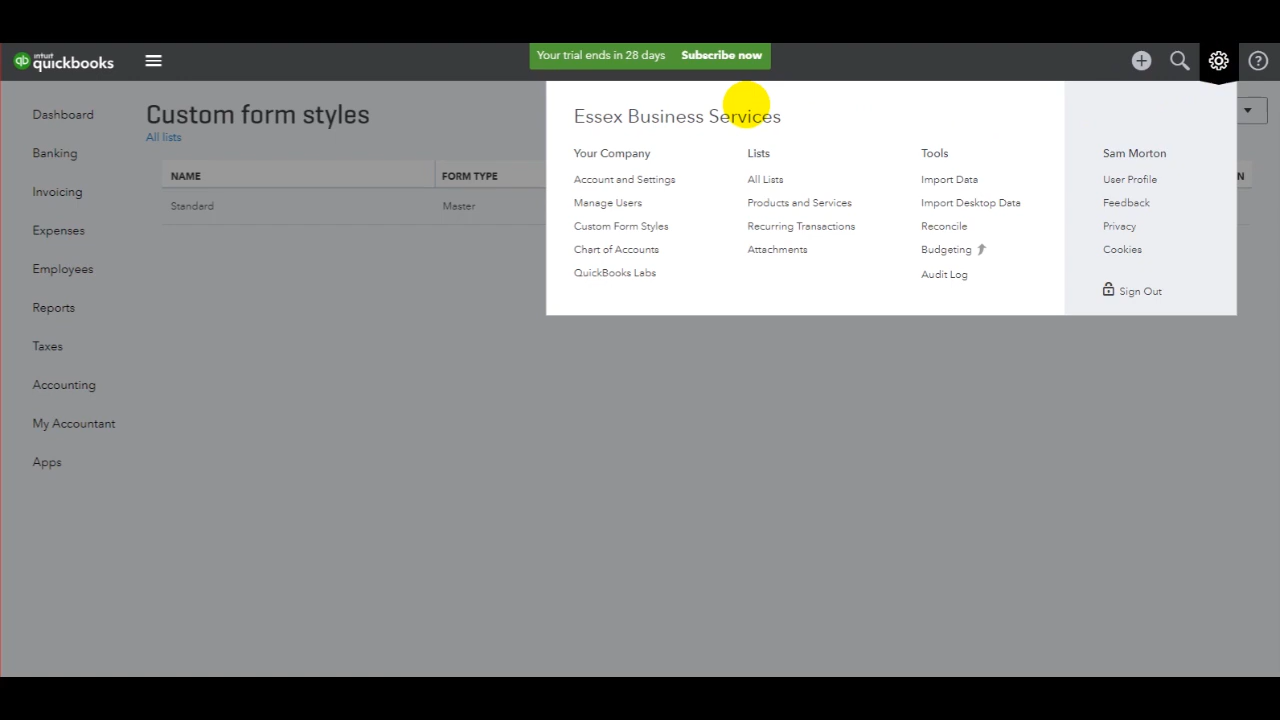 intuit
quickbooks
Your trial ends in 28 days Subscribe now
Dashboard
Banking
Invoicing
Expenses
Employees
Reports
Taxes
Accounting
My Accountant
Apps
Custom form styles
All lists
NAME FORM TYPE
Standard Master
Essex Business Services
Your Company
Account and Settings
Manage Users
Custom Form Styles
Chart of Accounts
QuickBooks Labs
Lists
All Lists
Products and Services
Recurring Transactions
Attachments
Tools
Import Data
Import Desktop Data
Reconcile
Budgeting
Audit Log
Sam Morton
User Profile
Feedback
Privacy
Cookies
Sign Out